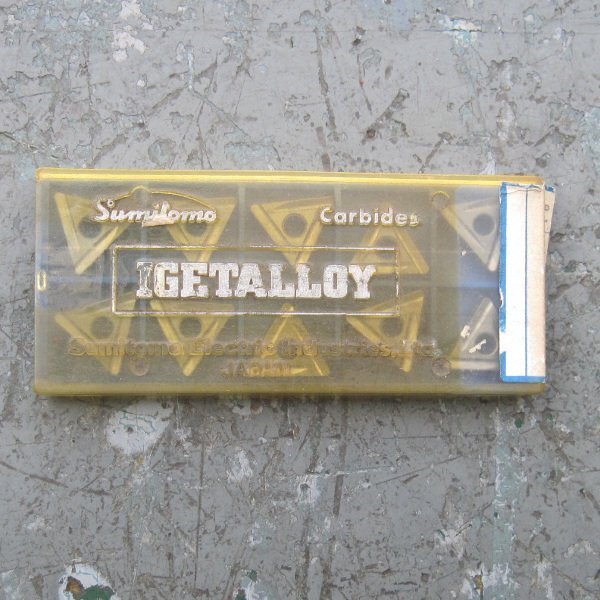 Sumitomo
Carbides
IGETALLOY
Sumitomo Electric Industries, Ltd.
JAPAN